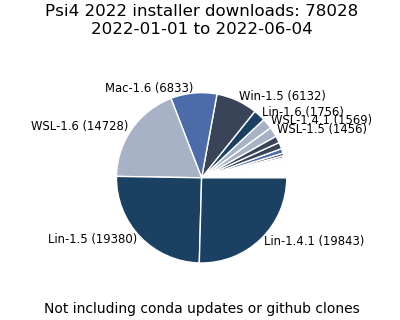 Psi4 2022 installer downloads: 78028
2022-01-01 to 2022-06-04
Mac-1.6 (6833)
Win-1.5 (6132)
Lin-1.6 (1756)
WSL-1.4.1 (1569)
WSL-1.6 (14728)
WSL-1.5 (1456)
Lin-1.5 (19380)
Lin-1.4.1 (19843)
Not including conda updates or github clones